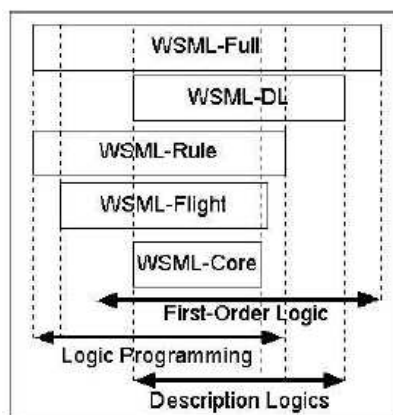 WSML-Full
WSML-DL
WSML-Rule
WSML-Flight
WSML-Core
First-Order Logic
Logic Programming
Description Logics